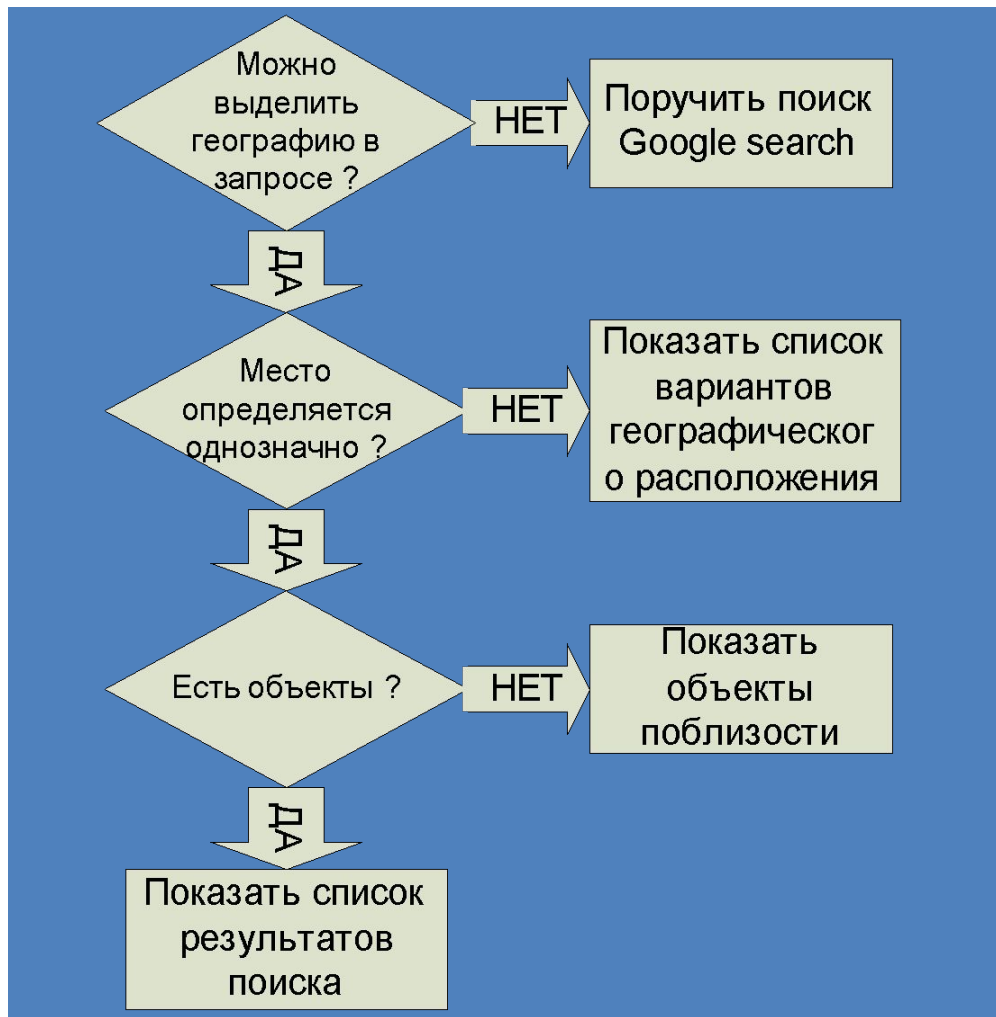 Можно
выделить
географию в
запросе ?
НЕТ
Поручить поиск
Google search
ДА
Место
определяется
однозначно ?
НЕТ
Показать список
вариантов
географическог
о расположения
ДА
Есть объекты ?
НЕТ
Показать
объекты
поблизости
ДА
Показать список
результатов
поиска